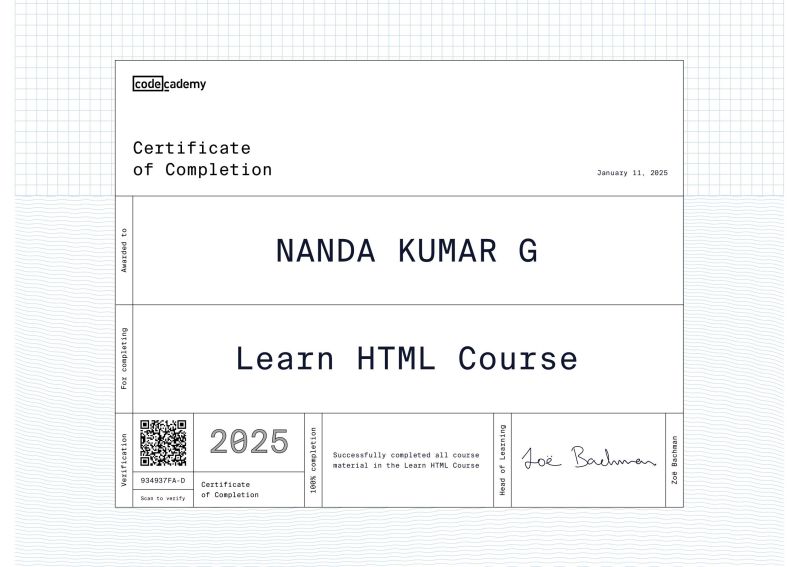 codecademy
Certificate
of Completion
January 11, 2025
Awarded to
NANDA KUMAR G
For completing
Learn HTML Course
Verification
934937FA-D
Scan to verify
2025
Certificate
of Completion
100% completion
Successfully completed all course
material in the Learn HTML Course
Head of Learning
Zoë Bachman
Zoë Bachman